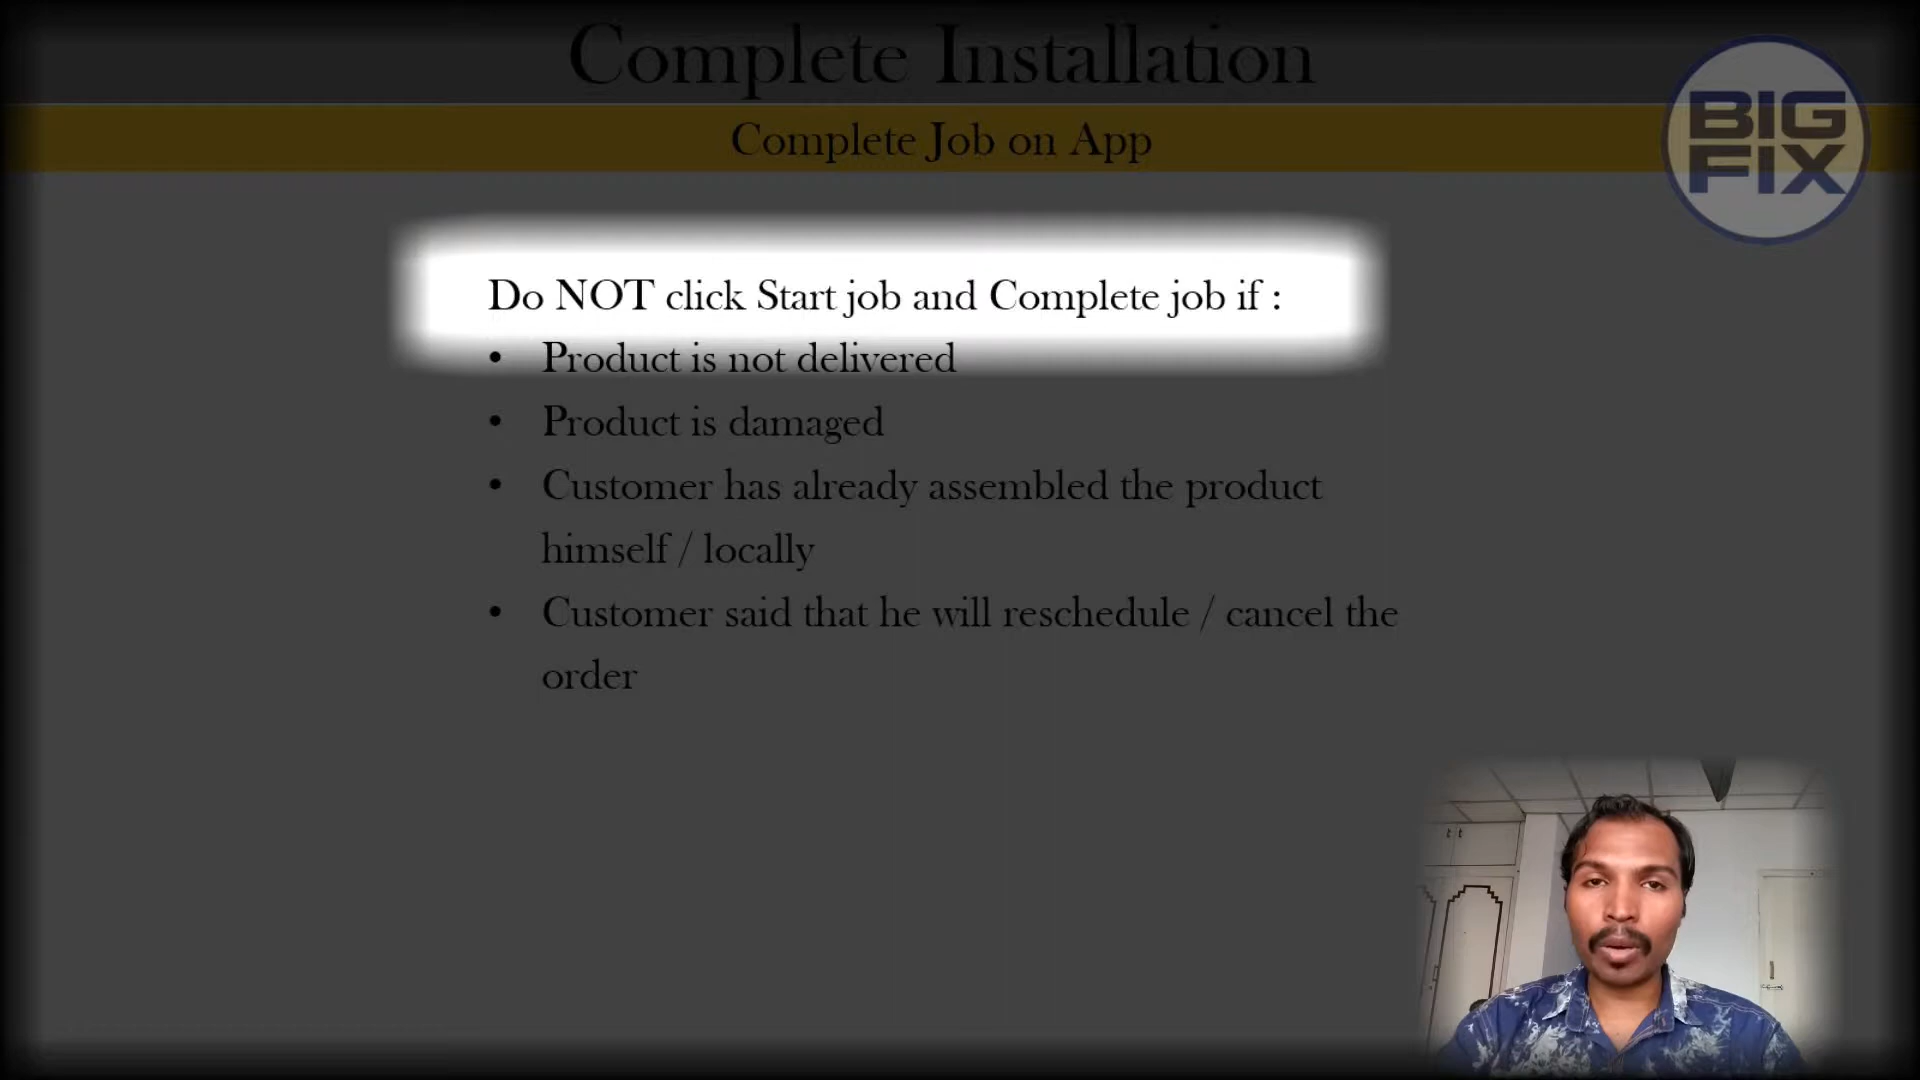 Complete Installation
Complete Job on App
BIG
FIX
Do NOT click Start job and Complete job if :
• Product is not delivered
• Product is damaged
• Customer has already assembled the product
himself / locally
• Customer said that he will reschedule / cancel the
order